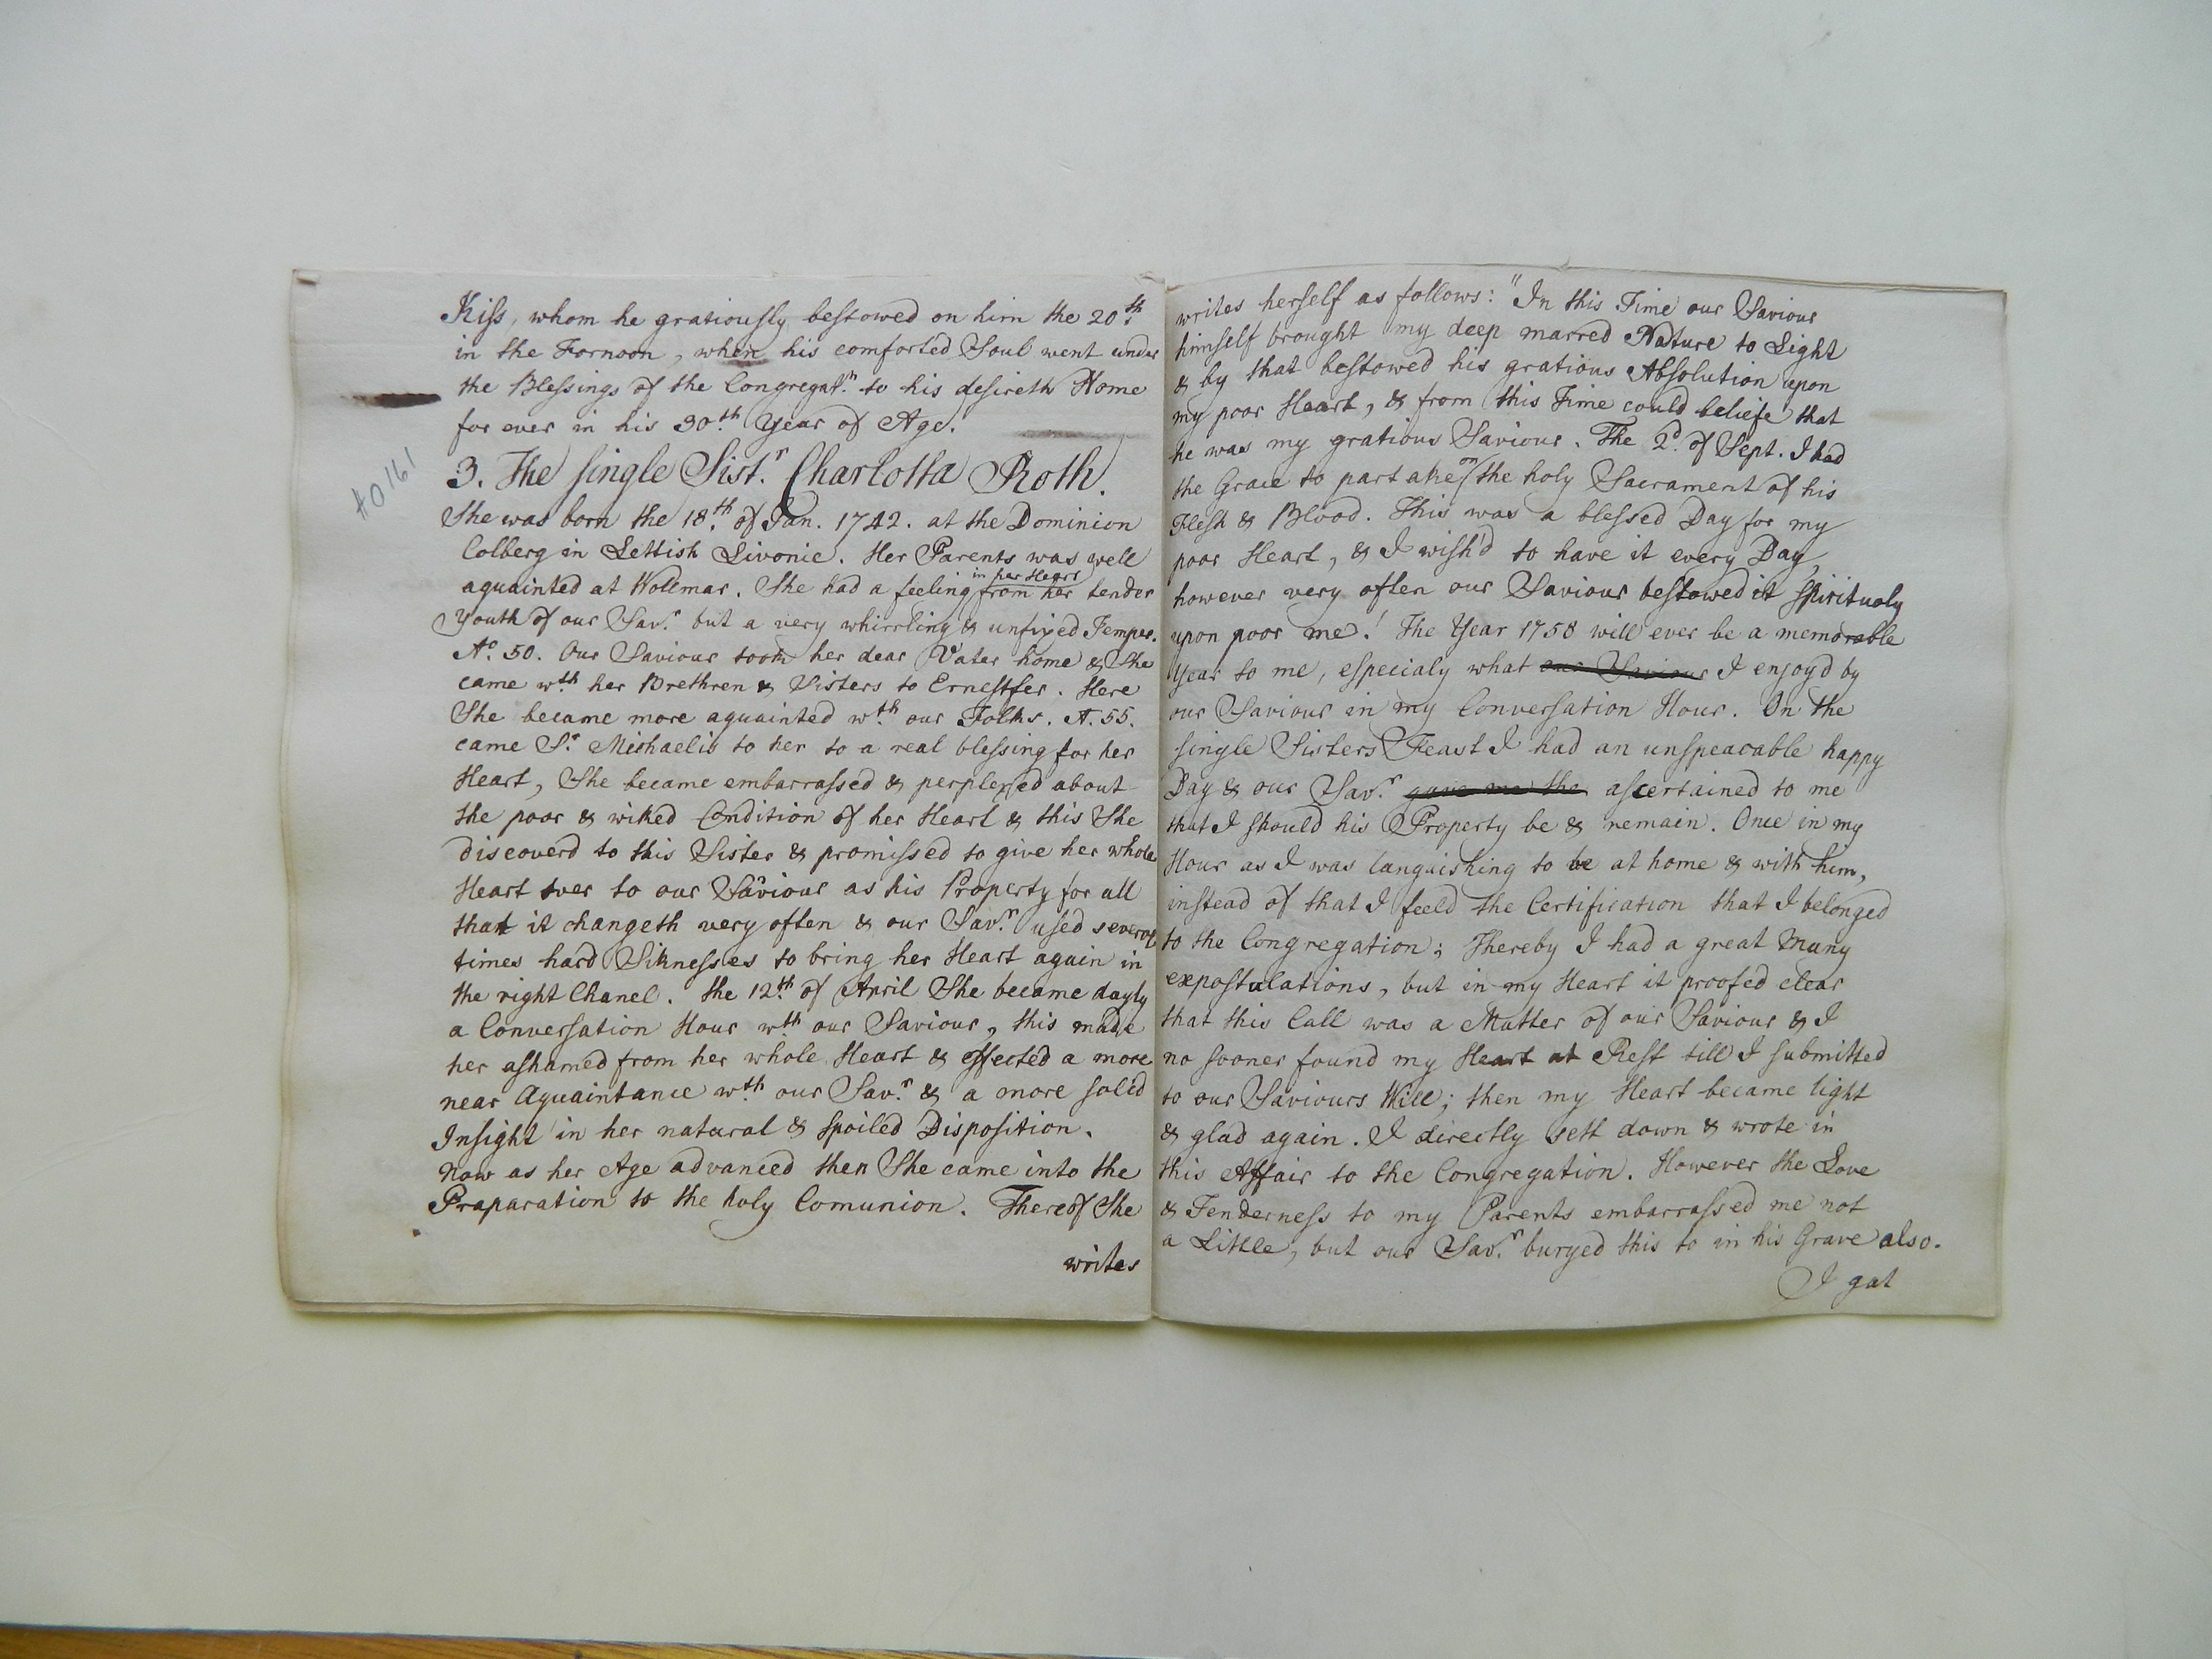 Kiss, whom he gratiously bestowed on him the 20th.
in the Fornoon, when his comforted Soul went under
the Blessings of the Congregatn. to his desireth Home
for ever in his 30th. Year of Age.
#0161
3. The single Sistr. Charlotta Roth.
She was born the 18th. of Jan. 1742. at the Dominion
Colberg in Lettish Livonie. Her Parents was well
in her Heart
aquainted at Wollmar. She had a feeling from her tender
Youth of our Savr. but a very whirrling & unfixed Temper.
Ao. 50. Our Saviour took her dear Vater home & She
came wth. her Brethren & Sisters to Ernestfer. Here
She became more aquainted wth. our Folks. A. 55.
came Sr. Michaelis to her to a real blessing for her
Heart, She became embarrassed & perplexed about
the poor & wiked Condition of her Heart & this She
discoverd to this Sister & promissed to give her whole
Heart over to our Saviour as his Property for all
that it changeth very often & our Savr. used several
times hard Siknesses to bring her Heart again in
the right Chanel. the 12th. of April She became dayly
a Conversation Hour wth. our Saviour, this made
her ashamed from her whole Heart & effected a more
near Aquaintance wth. our Savr. & a more solid
Insight in her natural & spoiled Disposition.
Now as her Age advanced then She came into the
Praparation to the holy Comunion. Thereof She
writes
writes herself as follows: "In this Time our Saviour
himself brought my deep marred Nature to Light
& by that bestowed his gratious Absolution upon
my poor Heart, & from this Time could beliefe that
he was my gratious Saviour. The 2d. of Sept. I had
on
the Grace to partake the holy Sacrament of his
Flesh & Blood. This was a blessed Day for my
poor Heart, & I wish'd to have it every Day,
however very often our Saviour bestowed it spiritualy
upon poor me! The Year 1758 will ever be a memorable
Year to me, especialy what our Saviour I enjoy'd by
our Saviour in my Conversation Hour. On the
single Sisters Feast I had an unspeacable happy
Day & our Savr. gave me the ascertained to me
that I should his Property be & remain. Once in my
Hour as I was languishing to be at home & with him,
instead of that I feeld the Certification that I belonged
to the Congregation; Thereby I had a great many
expostulations, but in my Heart it proofed clear
that this Call was a Matter of our Saviour & I
no sooner found my Heart at Rest till I submitted
to our Saviours Will; then my Heart became light
& glad again. I directly sett down & wrote in
this Affair to the Congregation. However the Love
& Tenderness to my Parents embarrassed me not
a Little, but our Savr. buryed this to in his Grave also.
I gat